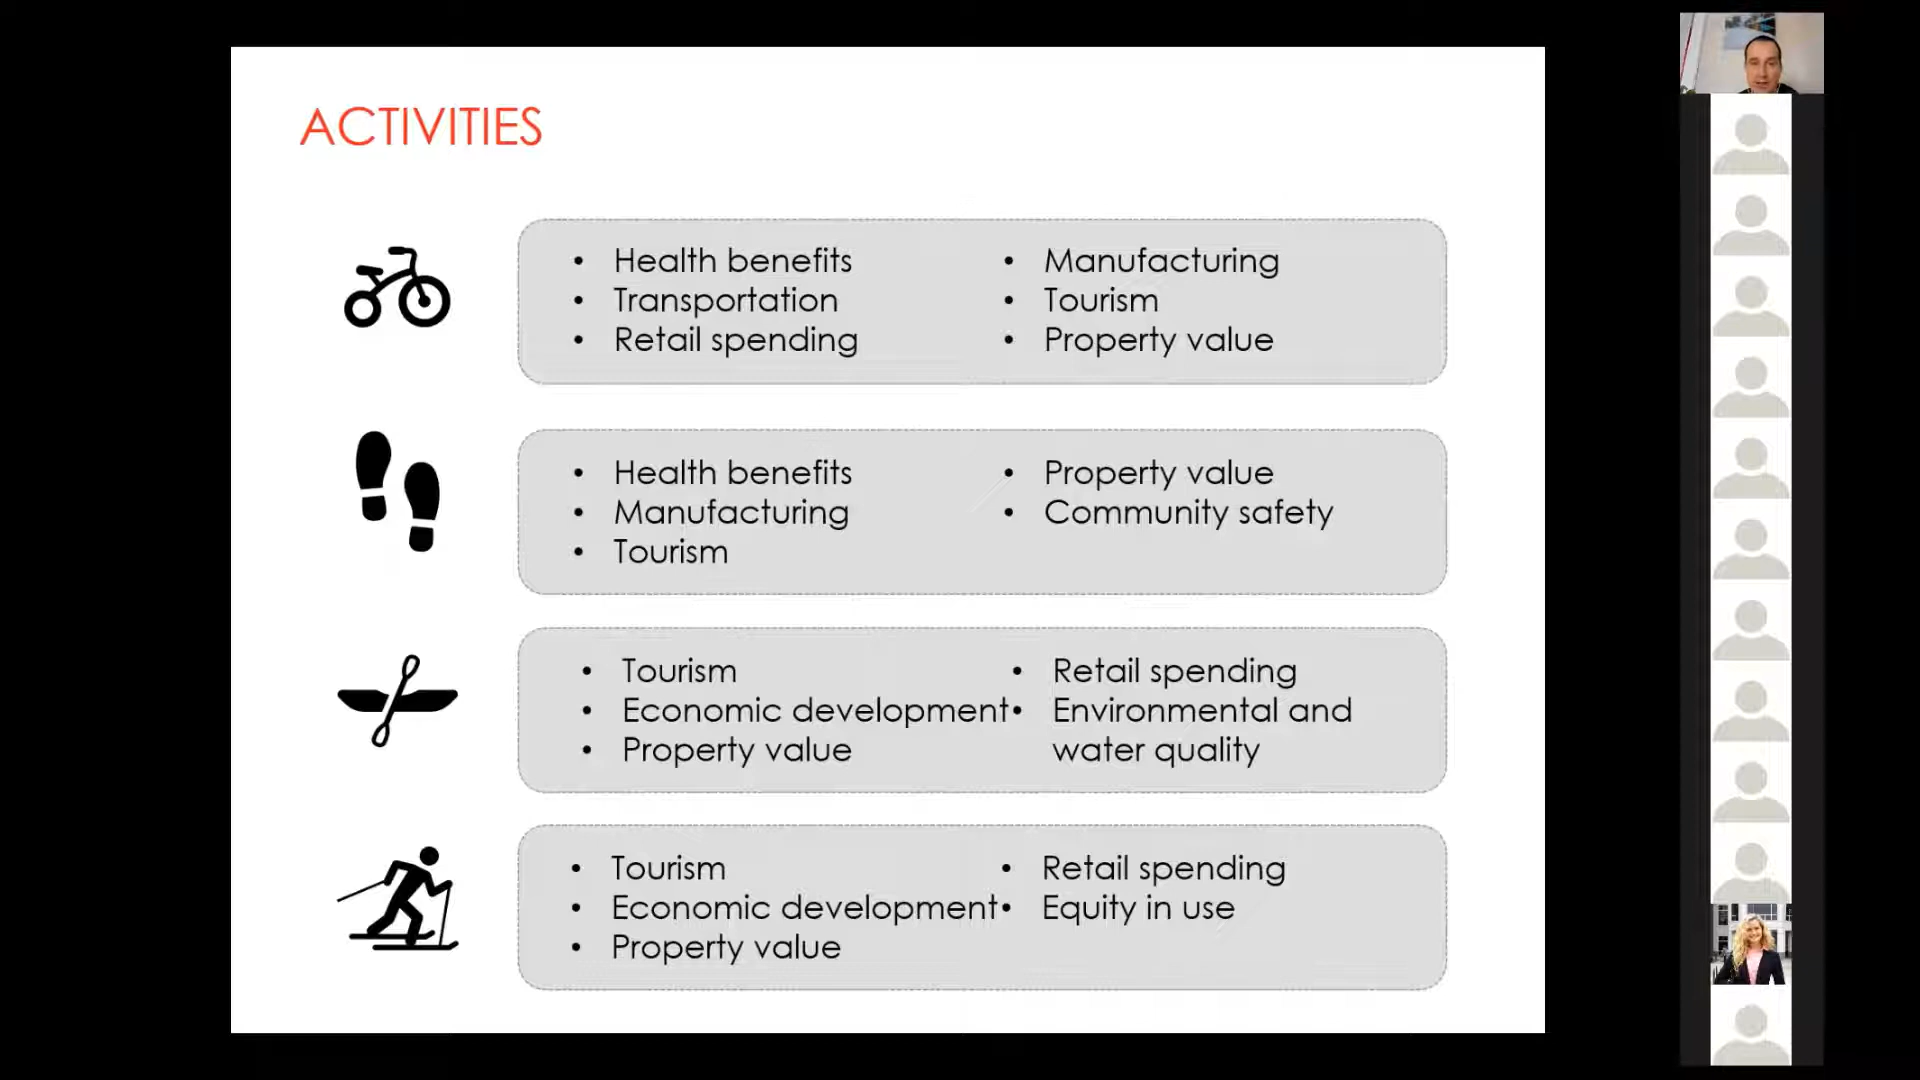 ACTIVITIES
• Health benefits
• Transportation
• Retail spending
• Manufacturing
• Tourism
• Property value
• Health benefits
• Manufacturing
• Tourism
• Property value
• Community safety
• Tourism
• Economic development
• Property value
• Retail spending
• Environmental and
water quality
• Tourism
• Economic development
• Property value
• Retail spending
• Equity in use